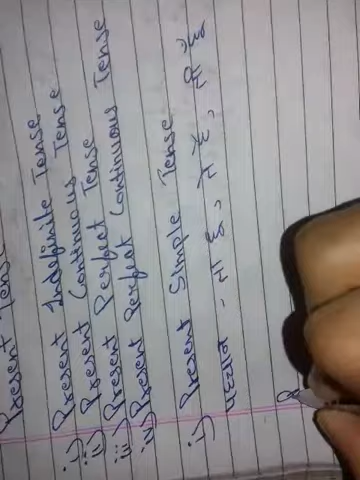 Present Tense
i) Present Indefinite Tense
ii) Present Continuous Tense
iii) Present Perfect Tense
iv) Present Perfect Continuous Tense
i) Present Simple Tense
पहचान - ता है, ते हैं, ती है